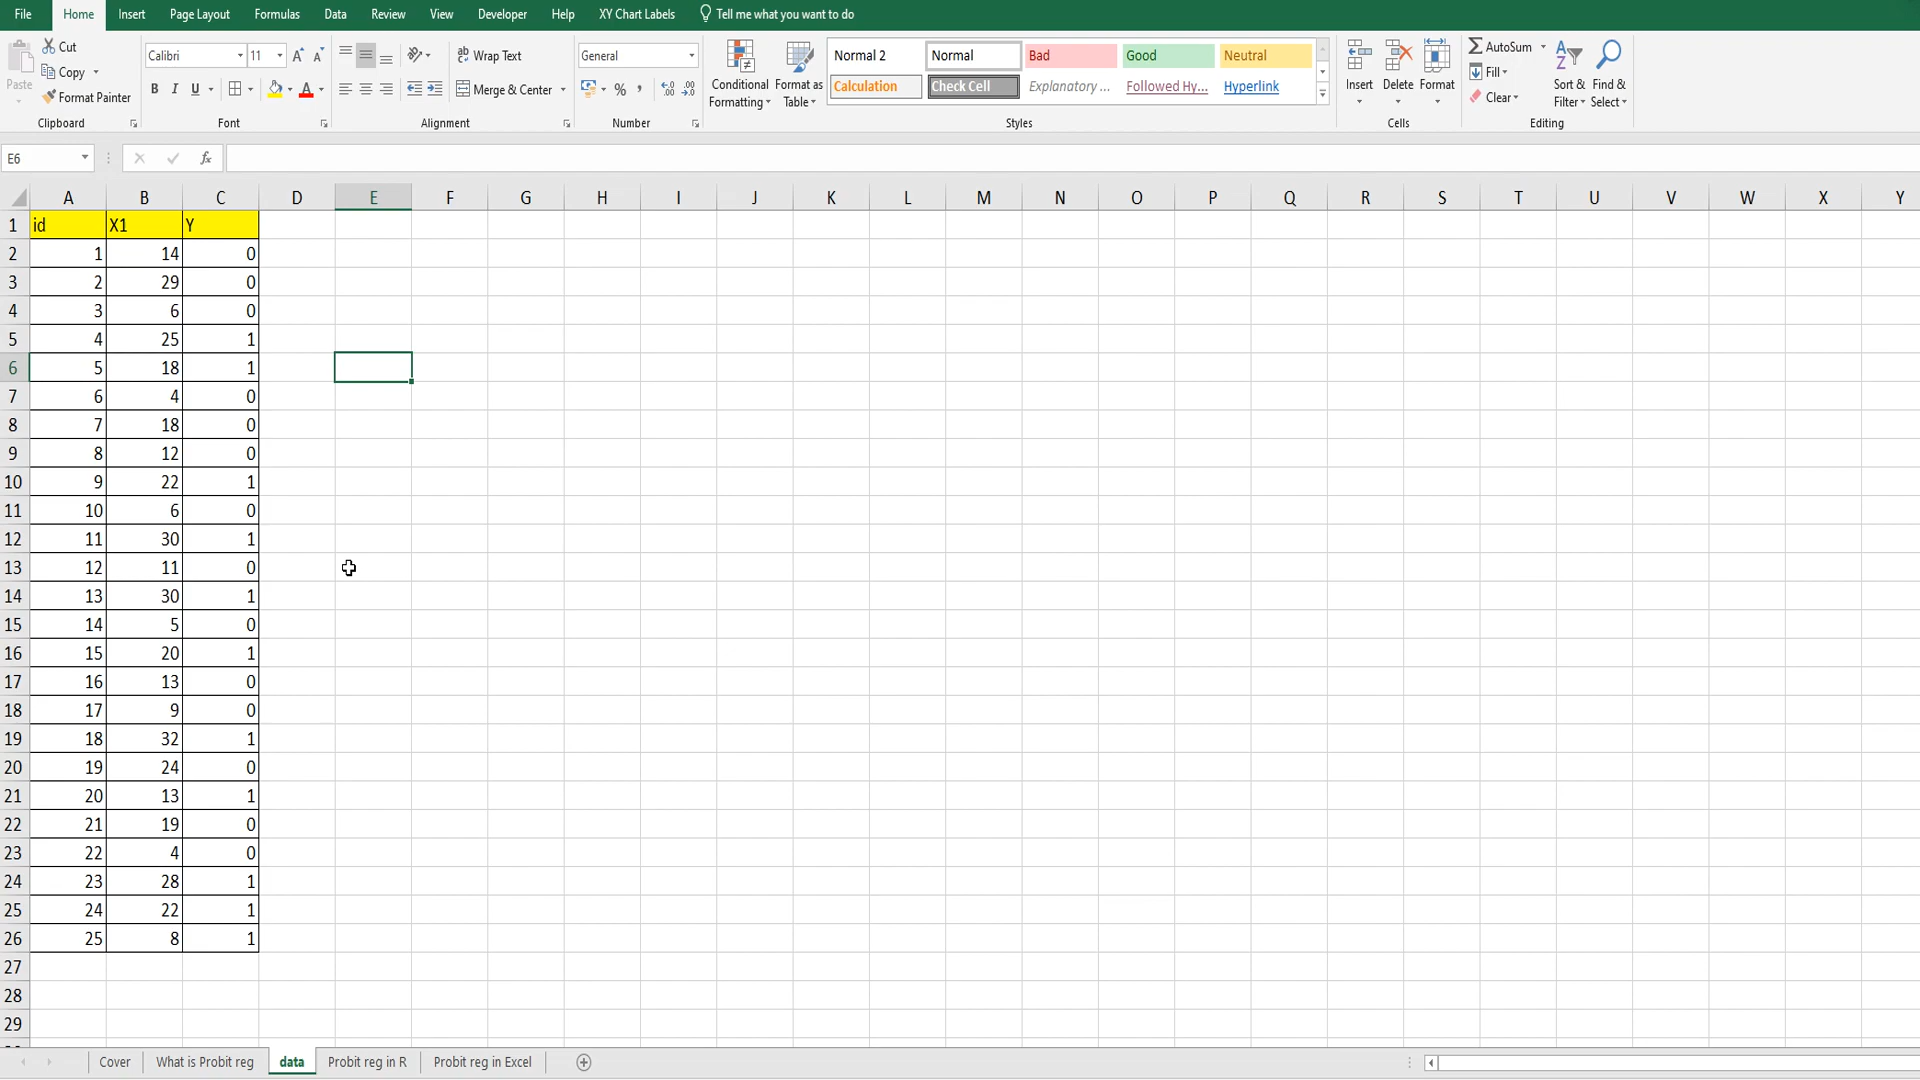 File Home Insert Page Layout Formulas Data Review View Developer Help XY Chart Labels Tell me what you want to do
Paste Cut Copy Format Painter Clipboard
Calibri 11 A A B I U A Font
Wrap Text Merge & Center Alignment
General % , Number
Conditional Formatting Format as Table
Normal 2 Normal Bad Good Neutral
Calculation Check Cell Explanatory ... Followed Hy... Hyperlink
Styles
Insert Delete Format Cells
AutoSum Fill Clear Sort & Filter Find & Select Editing
E6 fx
A B C D E F G H I J K L M N O P Q R S T U V W X Y
1 id X1 Y
2 1 14 0
3 2 29 0
4 3 6 0
5 4 25 1
6 5 18 1
7 6 4 0
8 7 18 0
9 8 12 0
10 9 22 1
11 10 6 0
12 11 30 1
13 12 11 0
14 13 30 1
15 14 5 0
16 15 20 1
17 16 13 0
18 17 9 0
19 18 32 1
20 19 24 0
21 20 13 1
22 21 19 0
23 22 4 0
24 23 28 1
25 24 22 1
26 25 8 1
27
28
29
Cover What is Probit reg data Probit reg in R Probit reg in Excel